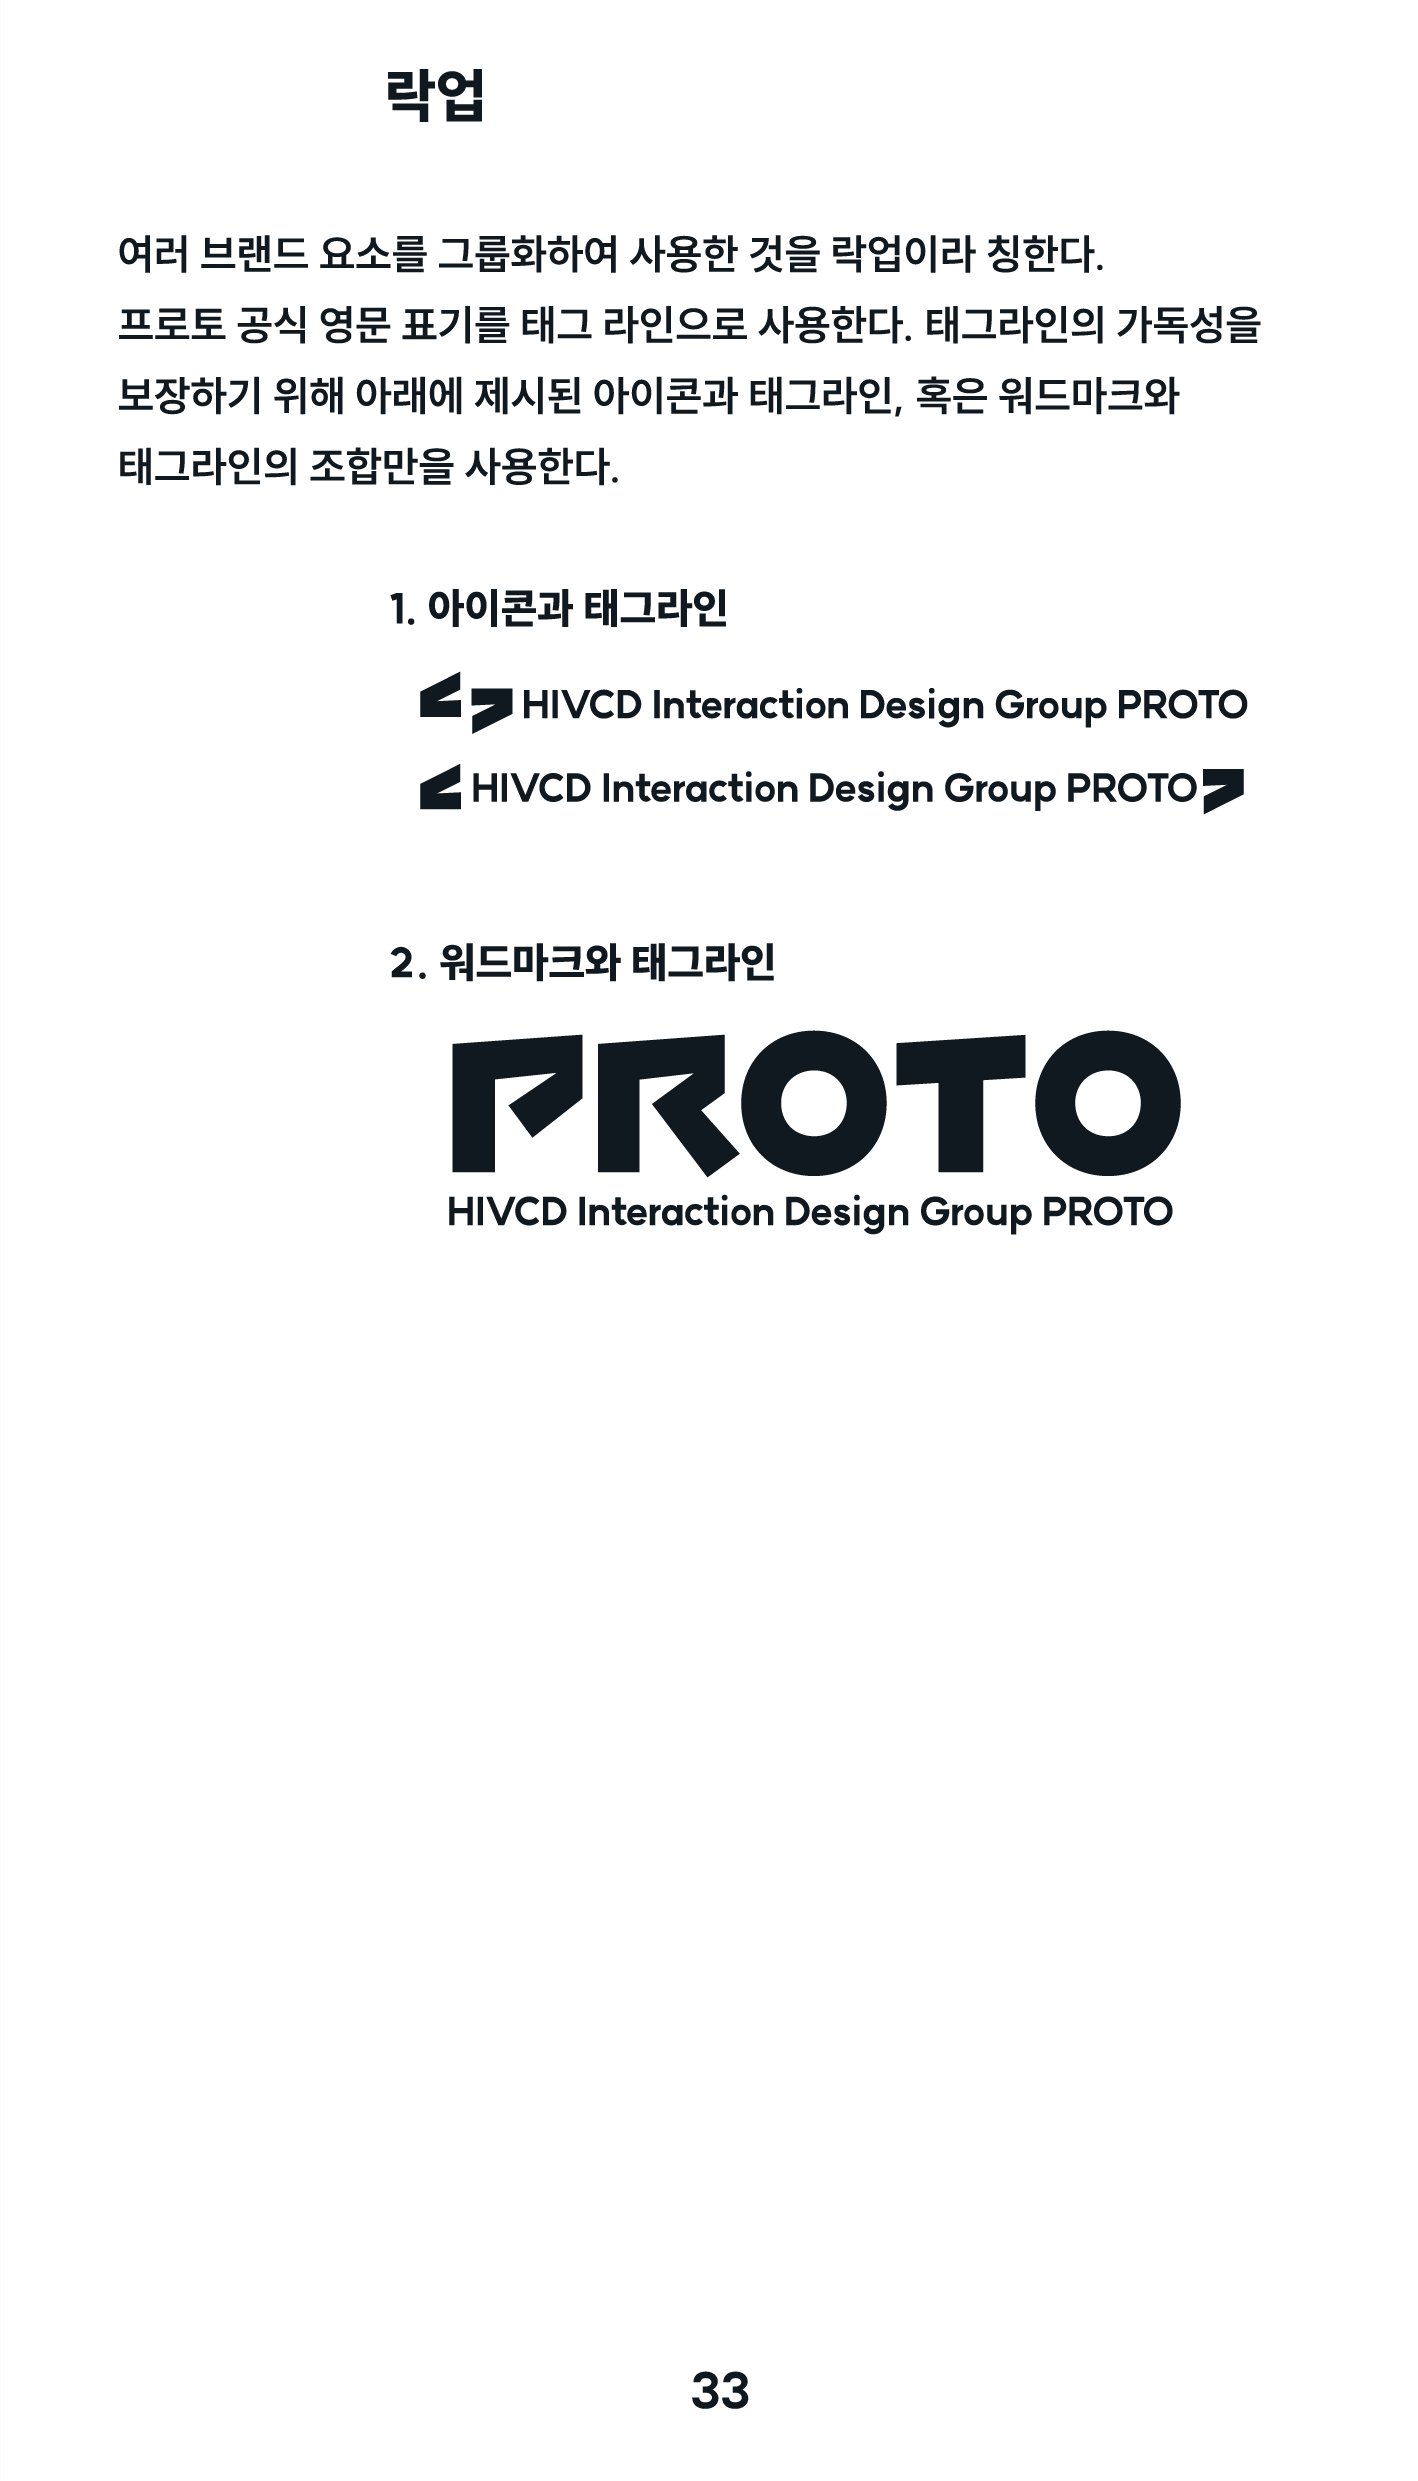 락업
여러 브랜드 요소를 그룹화하여 사용한 것을 락업이라 칭한다.
프로토 공식 영문 표기를 태그 라인으로 사용한다. 태그라인의 가독성을
보장하기 위해 아래에 제시된 아이콘과 태그라인, 혹은 워드마크와
태그라인의 조합만을 사용한다.
1. 아이콘과 태그라인
HIVCD Interaction Design Group PROTO
HIVCD Interaction Design Group PROTO
2. 워드마크와 태그라인
PROTO
HIVCD Interaction Design Group PROTO
33